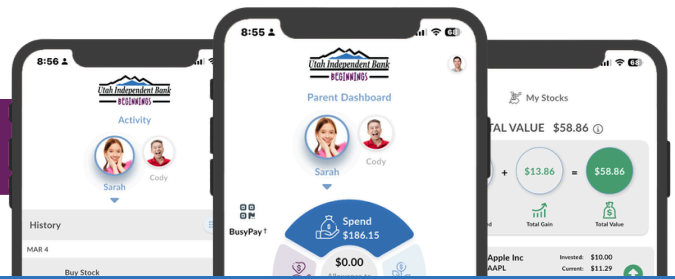 8:56
Utah Independent Bank
BEGINNINGS
Activity
Sarah
Cody
History
MAR 4
Buy Stock
8:55
68
Utah Independent Bank
BEGINNINGS
Parent Dashboard
Sarah
Cody
BusyPay↑
Spend
$186.15
$0.00
68
My Stocks
TAL VALUE $58.86
+
$13.86
=
$58.86
Total Gain
Total Value
Apple Inc
AAPL
Invested: $10.00
Current: $11.29